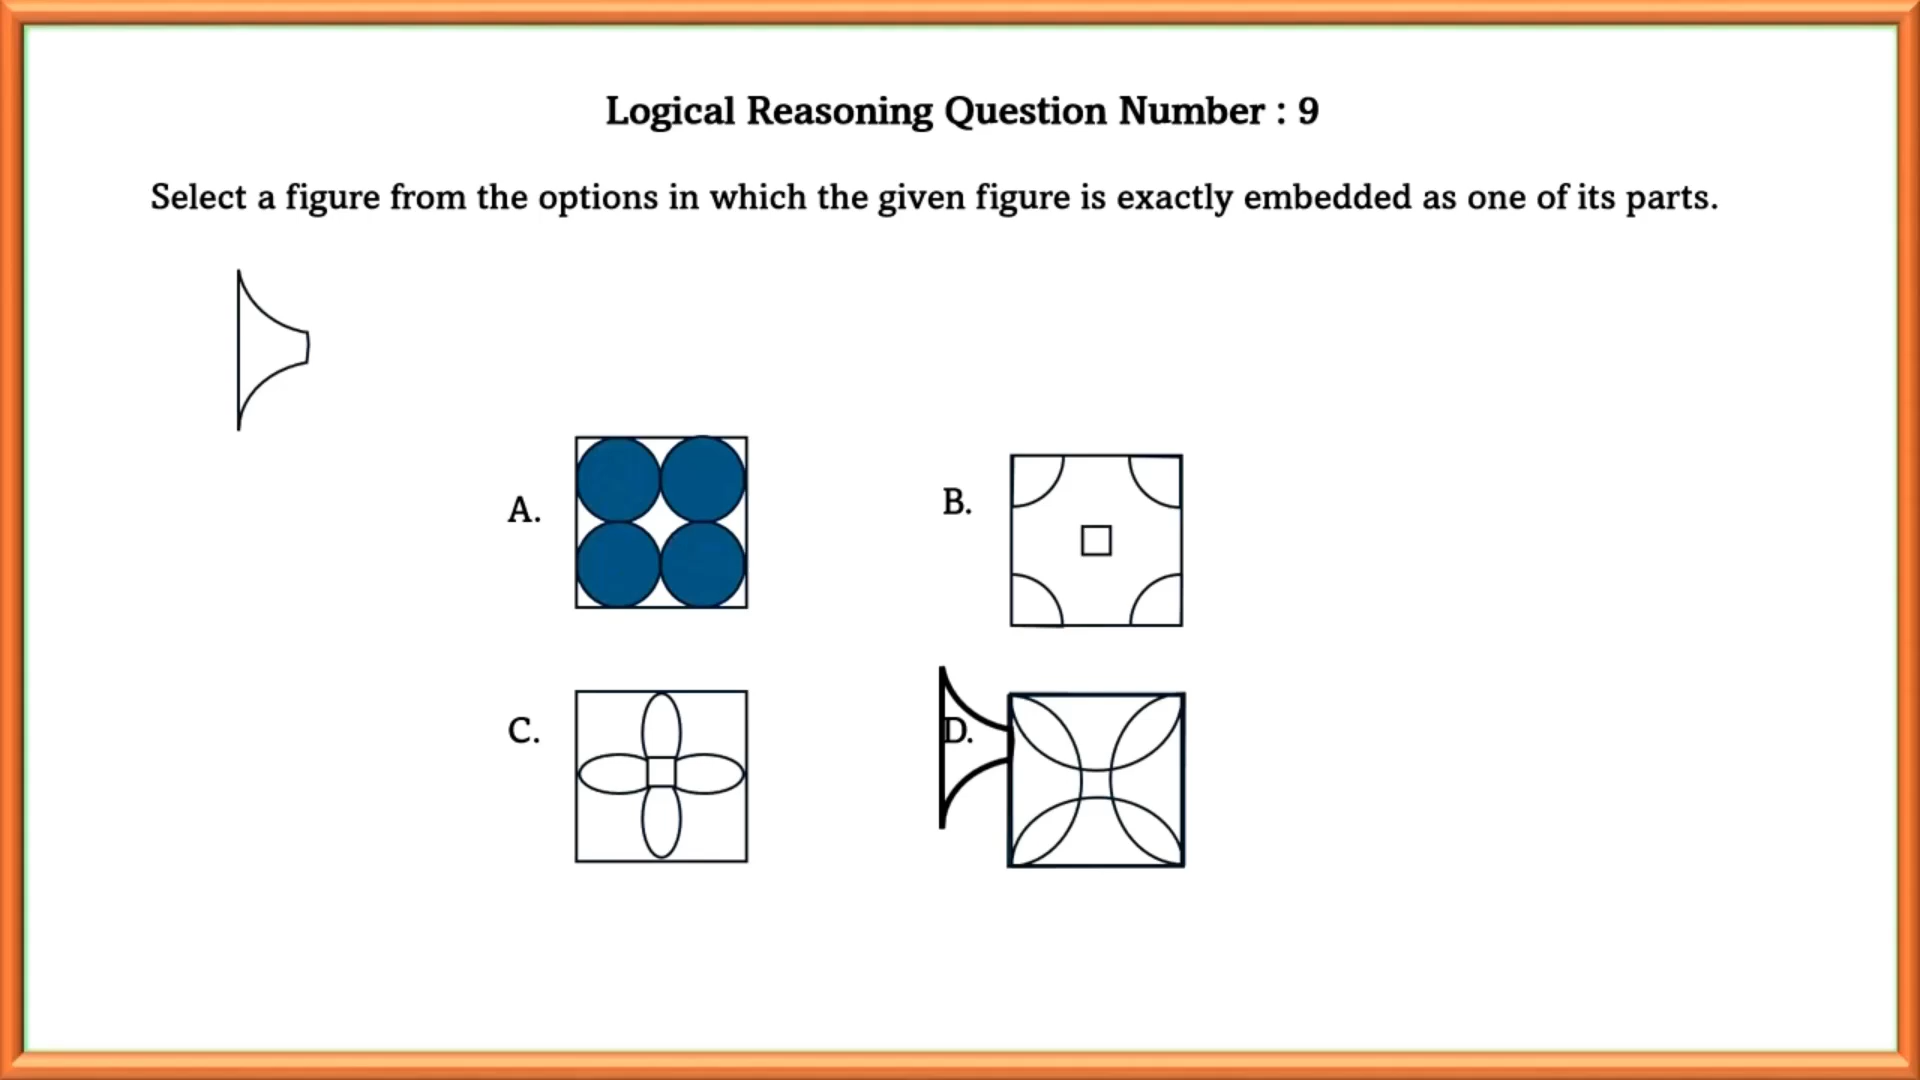 Logical Reasoning Question Number : 9
Select a figure from the options in which the given figure is exactly embedded as one of its parts.
A.
B.
C.
D.